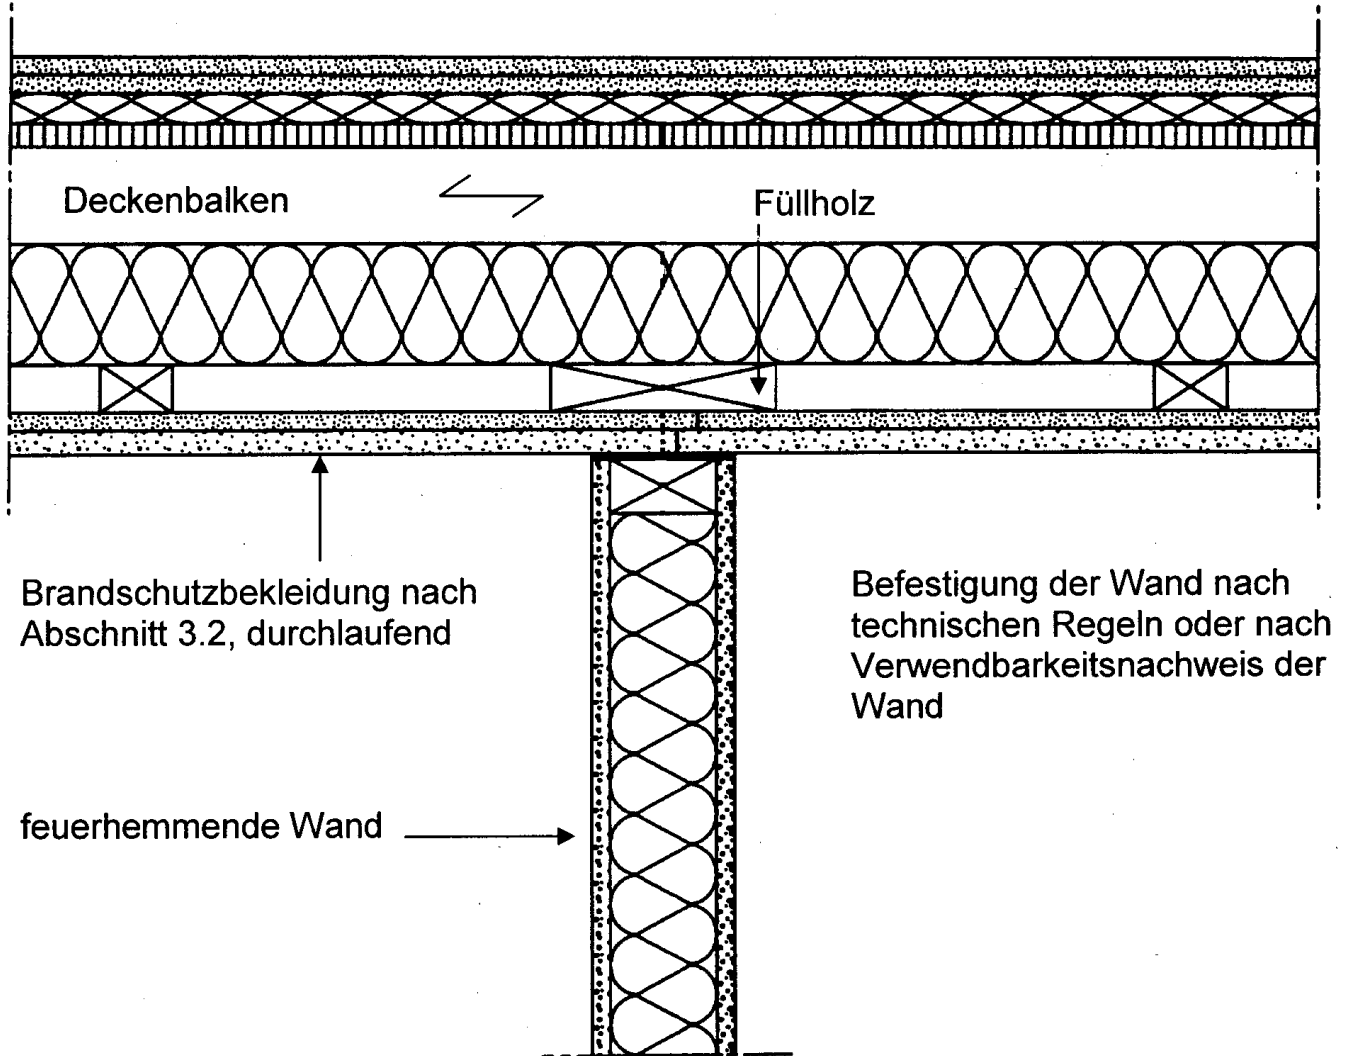 Deckenbalken
Füllholz
Brandschutzbekleidung nach
Abschnitt 3.2, durchlaufend
Befestigung der Wand nach
technischen Regeln oder nach
Verwendbarkeitsnachweis der
Wand
feuerhemmende Wand